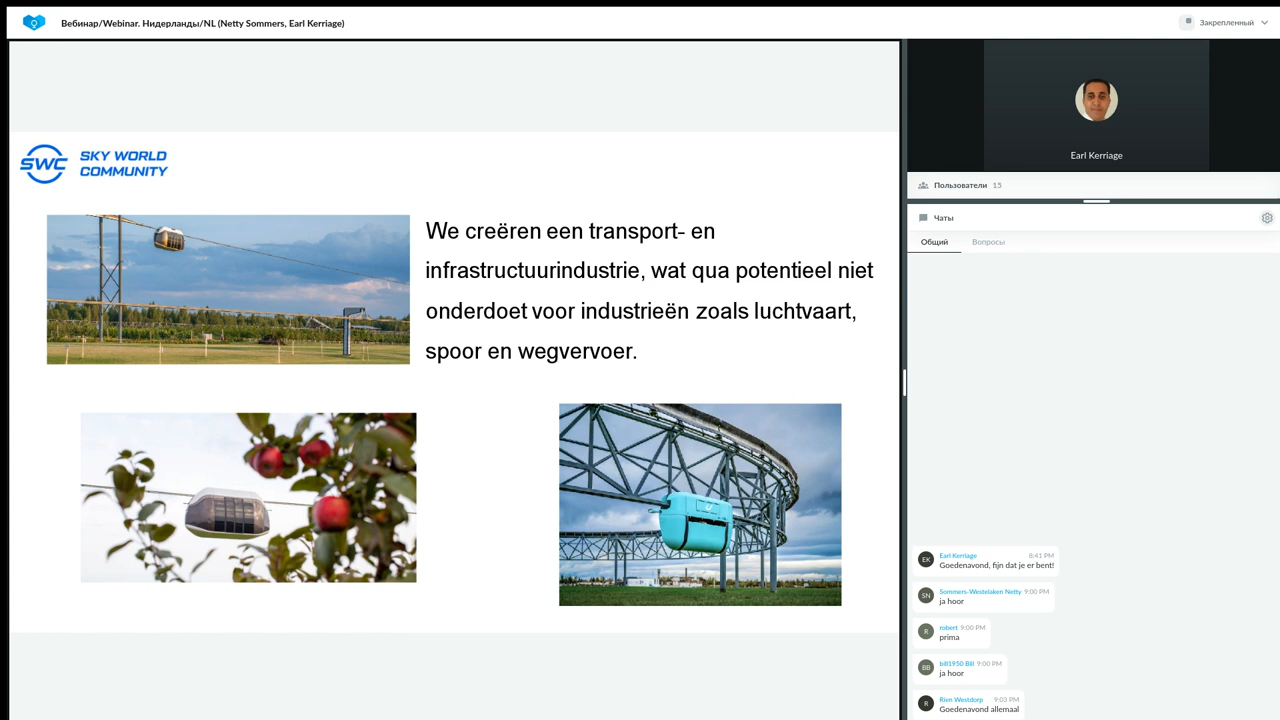 Вебинар/Webinar. Нидерланды/NL (Netty Sommers, Earl Kerriage)
Закрепленный
SWC
SKY WORLD
COMMUNITY
We creëren een transport- en
infrastructuurindustrie, wat qua potentieel niet
onderdoet voor industrieën zoals luchtvaart,
spoor en wegvervoer.
Earl Kerriage
Пользователи 15
Чаты
Общий Вопросы
EK
Earl Kerriage 8:41 PM
Goedenavond, fijn dat je er bent!
SN
Sommers-Westelaken Netty 9:00 PM
ja hoor
R
robert 9:00 PM
prima
BB
bill1950 Bill 9:00 PM
ja hoor
R
Rien Westdorp 9:03 PM
Goedenavond allemaal